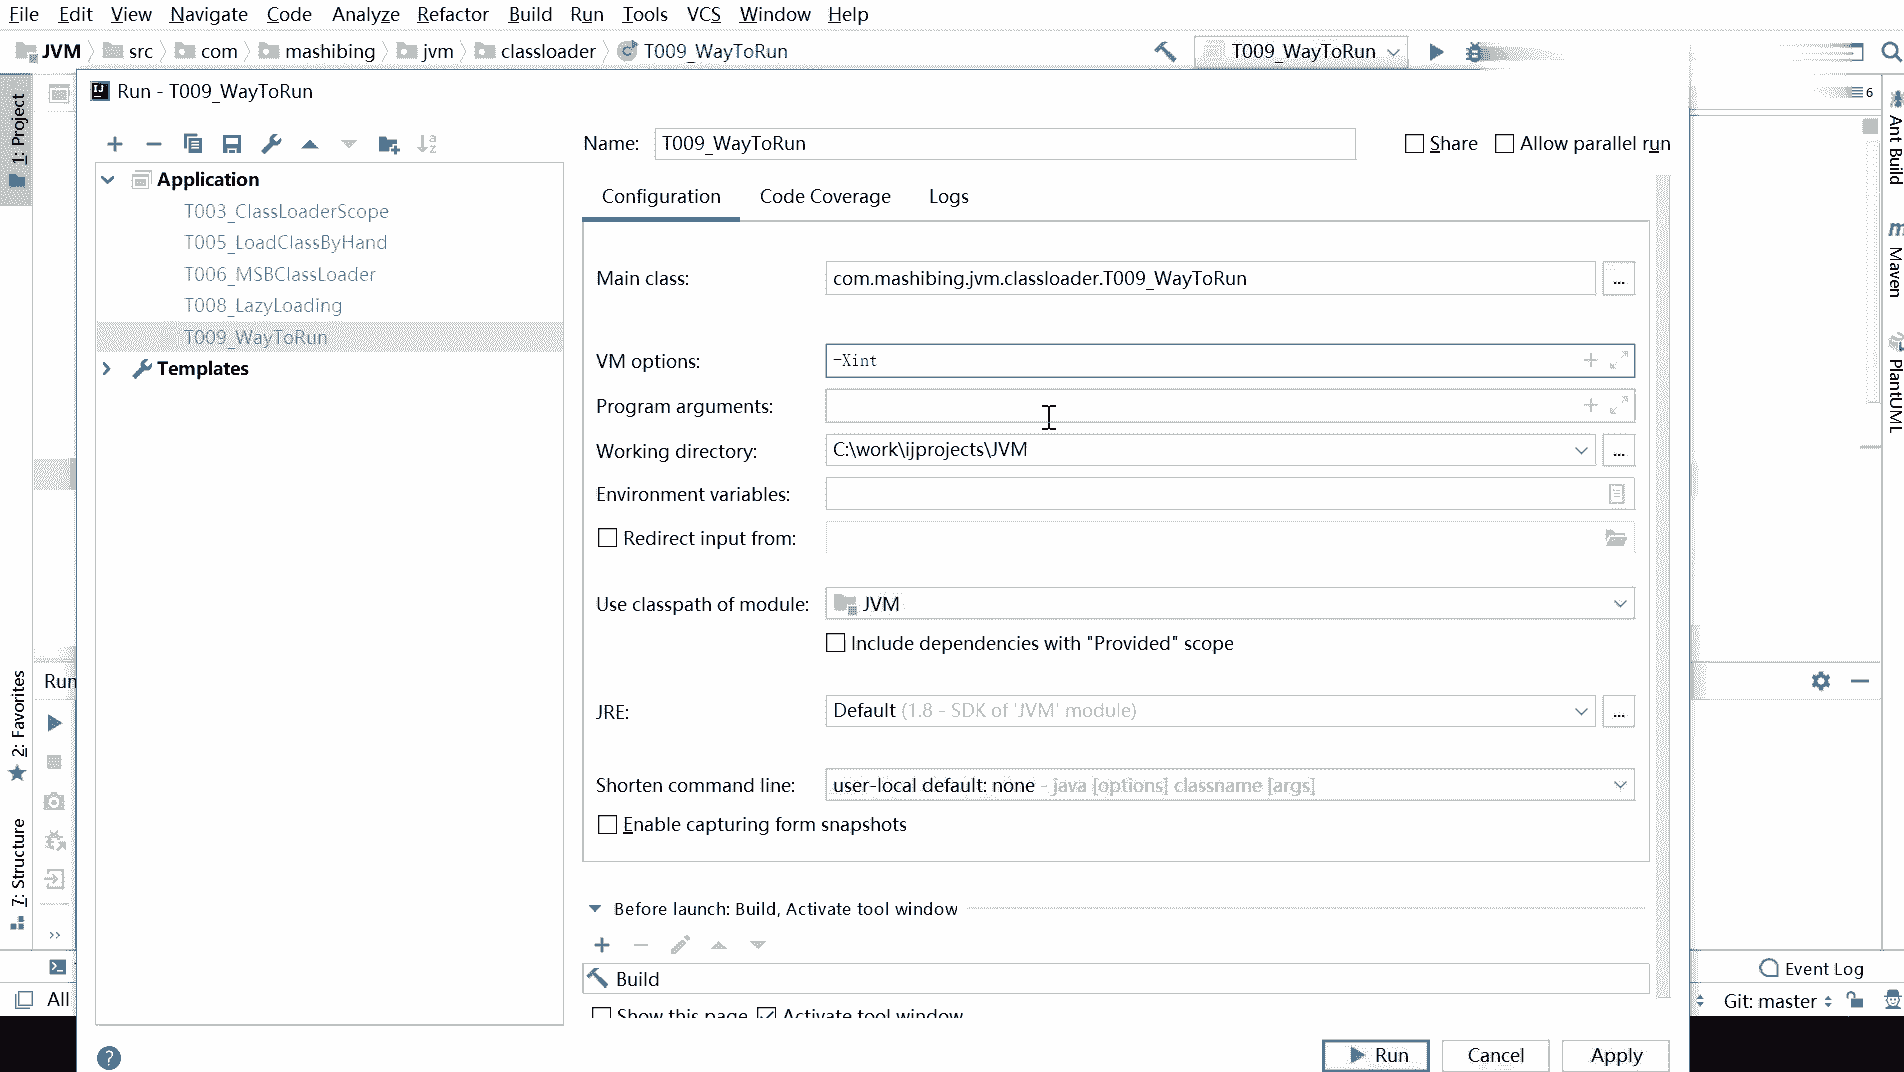 File Edit View Navigate Code Analyze Refactor Build Run Tools VCS Window Help
JVM src com mashibing jvm classloader T009_WayToRun T009_WayToRun
Run - T009_WayToRun
6
Name: T009_WayToRun Share Allow parallel run
Application
T003_ClassLoaderScope
T005_LoadClassByHand
T006_MSBClassLoader
T008_LazyLoading
T009_WayToRun
Templates
Configuration Code Coverage Logs
Main class: com.mashibing.jvm.classloader.T009_WayToRun ...
VM options: -Xint
Program arguments:
Working directory: C:\work\ijprojects\JVM ...
Environment variables:
Redirect input from:
Use classpath of module: JVM
Include dependencies with "Provided" scope
JRE: Default (1.8 - SDK of 'JVM' module) ...
Shorten command line: user-local default: none - java [options] classname [args]
Enable capturing form snapshots
Before launch: Build, Activate tool window
Build
Show this page Activate tool window
? Run Cancel Apply
1: Project
2: Favorites
7: Structure
Run
>>
All
Ant Build
m
Maven
PlantUML
Event Log
Git: master